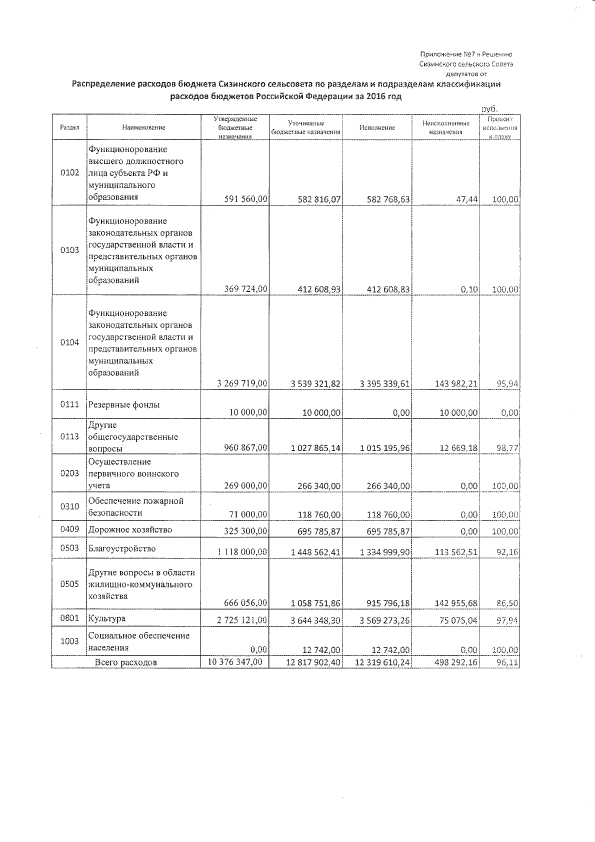 Приложение №7 к Решению
Сизинского сельского Совета
депутатов от
Распределение расходов бюджета Сизинского сельсовета по разделам и подразделам классификации
расходов бюджетов Российской Федерации за 2016 год
руб.
Раздел Наименование Утвержденные бюджетные назначения Уточненные бюджетные назначения Исполнение Неисполненные назначения Процент исполнения к плану
Функционорование
высшего должностного
0102 лица субъекта РФ и
муниципального
образования 591 560,00 582 816,07 582 768,63 47,44 100,00
Функционорование
законодательных органов
0103 государственной власти и
представительных органов
муниципальных
образований 369 724,00 412 608,93 412 608,83 0,10 100,00
Функционорование
законодательных органов
0104 государственной власти и
представительных органов
муниципальных
образований 3 269 719,00 3 539 321,82 3 395 339,61 143 982,21 95,94
0111 Резервные фонды 10 000,00 10 000,00 0,00 10 000,00 0,00
Другие
0113 общегосударственные
вопросы 960 867,00 1 027 865,14 1 015 195,96 12 669,18 98,77
Осуществление
0203 первичного воинского
учета 269 000,00 266 340,00 266 340,00 0,00 100,00
0310 Обеспечение пожарной
безопасности 71 000,00 118 760,00 118 760,00 0,00 100,00
0409 Дорожное хозяйство 325 300,00 695 785,87 695 785,87 0,00 100,00
0503 Благоустройство 1 118 000,00 1 448 562,41 1 334 999,90 113 562,51 92,16
Другие вопросы в области
0505 жилищно-коммунального
хозяйства 666 056,00 1 058 751,86 915 796,18 142 955,68 86,50
0801 Культура 2 725 121,00 3 644 348,30 3 569 273,26 75 075,04 97,94
1003 Социальное обеспечение
населения 0,00 12 742,00 12 742,00 0,00 100,00
Всего расходов 10 376 347,00 12 817 902,40 12 319 610,24 498 292,16 96,11